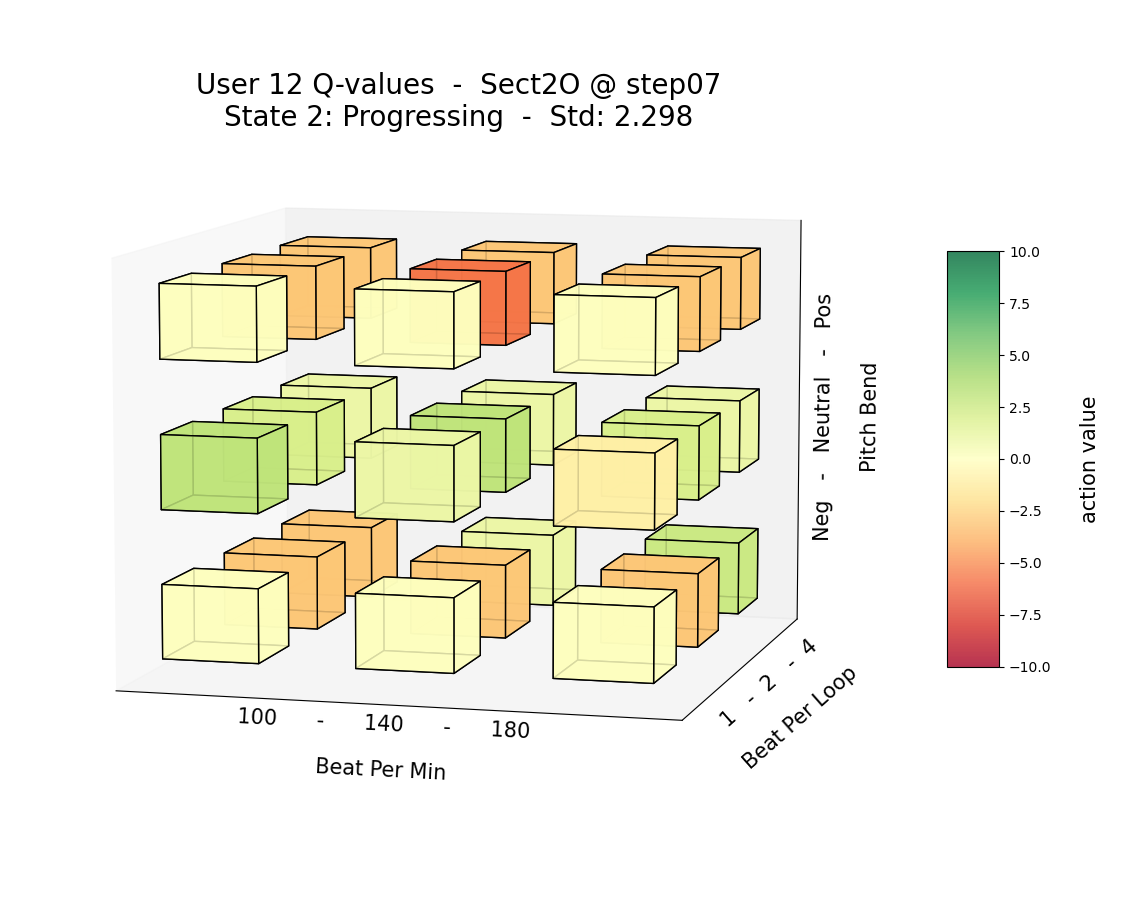 User 12 Q-values  -  Sect2O @ step07
State 2: Progressing  -  Std: 2.298
Neg  -  Neutral  -  Pos
Pitch Bend
1  -  2  -  4
Beat Per Loop
100  -  140  -  180
Beat Per Min
10.0
7.5
5.0
2.5
0.0
−2.5
−5.0
−7.5
−10.0
action value